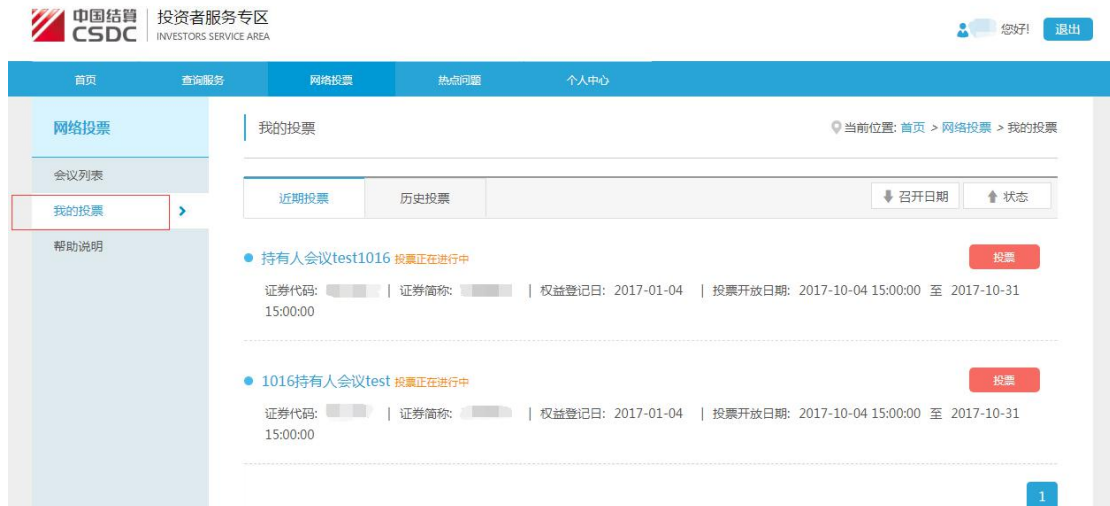 中国结算
CSDC
投资者服务专区
INVESTORS SERVICE AREA
您好!
退出
首页 查询服务 网络投票 热点问题 个人中心
网络投票
会议列表
我的投票
帮助说明
我的投票
当前位置: 首页 > 网络投票 > 我的投票
近期投票 历史投票
召开日期 状态
持有人会议test1016 投票正在进行中
投票
证券代码: | 证券简称: | 权益登记日: 2017-01-04 | 投票开放日期: 2017-10-04 15:00:00 至 2017-10-31
15:00:00
1016持有人会议test 投票正在进行中
投票
证券代码: | 证券简称: | 权益登记日: 2017-01-04 | 投票开放日期: 2017-10-04 15:00:00 至 2017-10-31
15:00:00
1